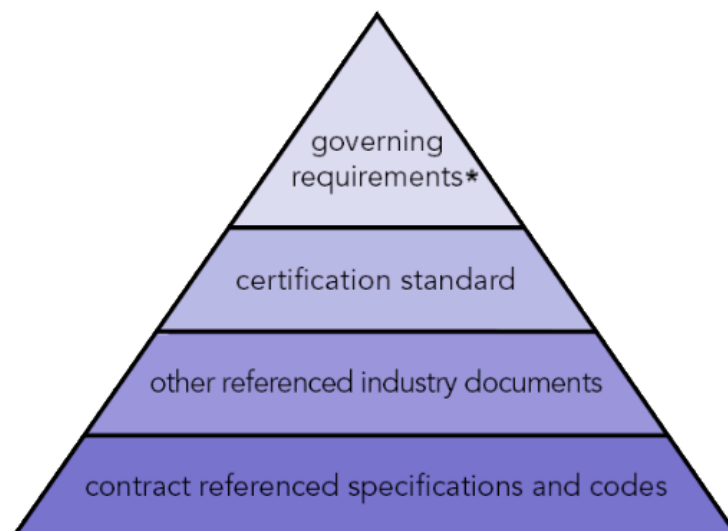 governing
requirements*
certification standard
other referenced industry documents
contract referenced specifications and codes